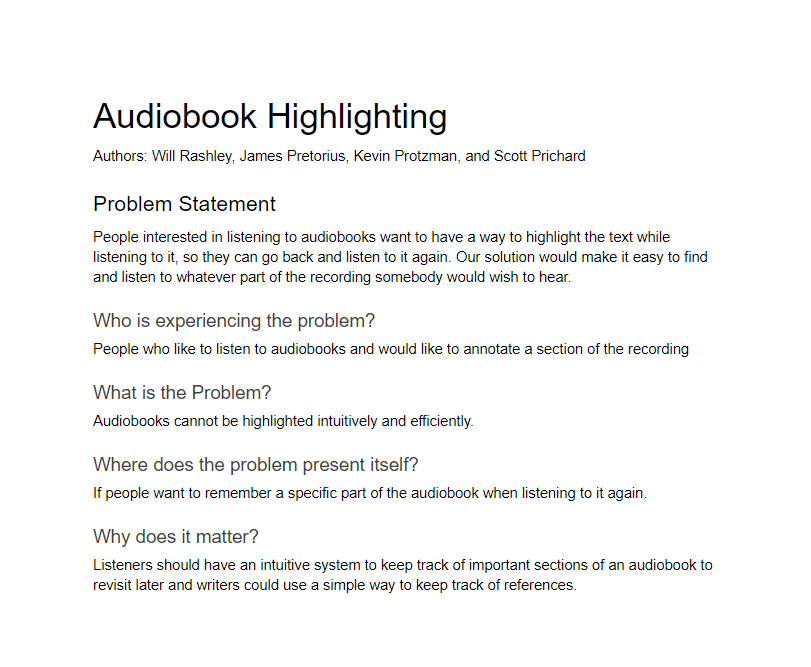 Audiobook Highlighting
Authors: Will Rashley, James Pretorius, Kevin Protzman, and Scott Prichard
Problem Statement
People interested in listening to audiobooks want to have a way to highlight the text while
listening to it, so they can go back and listen to it again. Our solution would make it easy to find
and listen to whatever part of the recording somebody would wish to hear.
Who is experiencing the problem?
People who like to listen to audiobooks and would like to annotate a section of the recording
What is the Problem?
Audiobooks cannot be highlighted intuitively and efficiently.
Where does the problem present itself?
If people want to remember a specific part of the audiobook when listening to it again.
Why does it matter?
Listeners should have an intuitive system to keep track of important sections of an audiobook to
revisit later and writers could use a simple way to keep track of references.